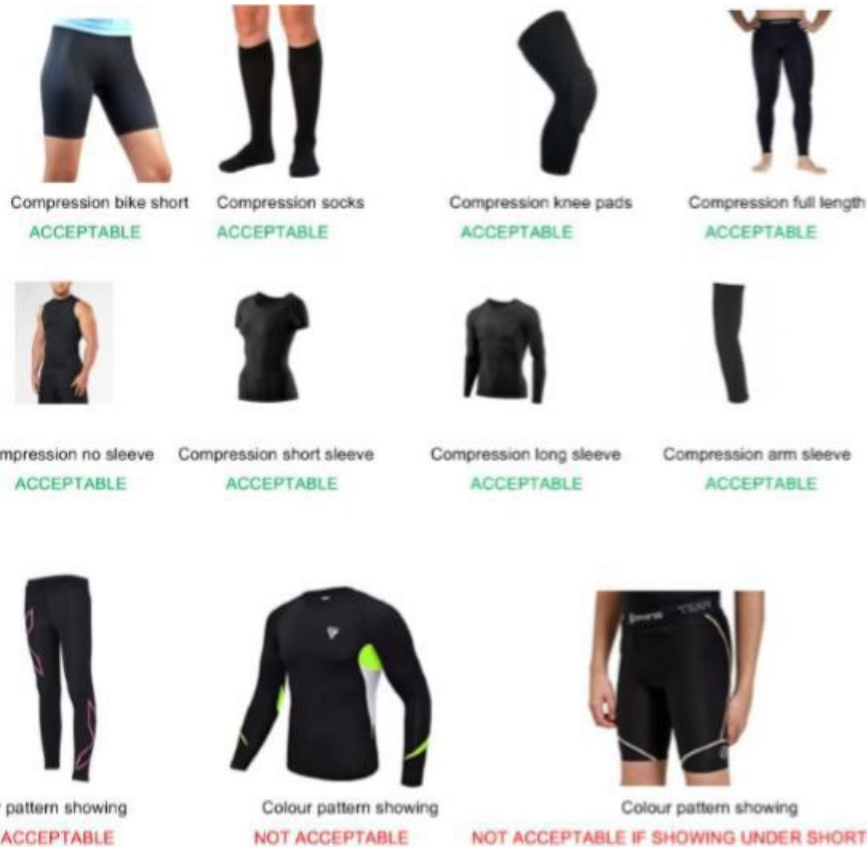 Compression bike short Compression socks Compression knee pads Compression full length
ACCEPTABLE ACCEPTABLE ACCEPTABLE ACCEPTABLE
mpression no sleeve Compression short sleeve Compression long sleeve Compression arm sleeve
ACCEPTABLE ACCEPTABLE ACCEPTABLE ACCEPTABLE
TEAM
r pattern showing Colour pattern showing Colour pattern showing
ACCEPTABLE NOT ACCEPTABLE NOT ACCEPTABLE IF SHOWING UNDER SHORT